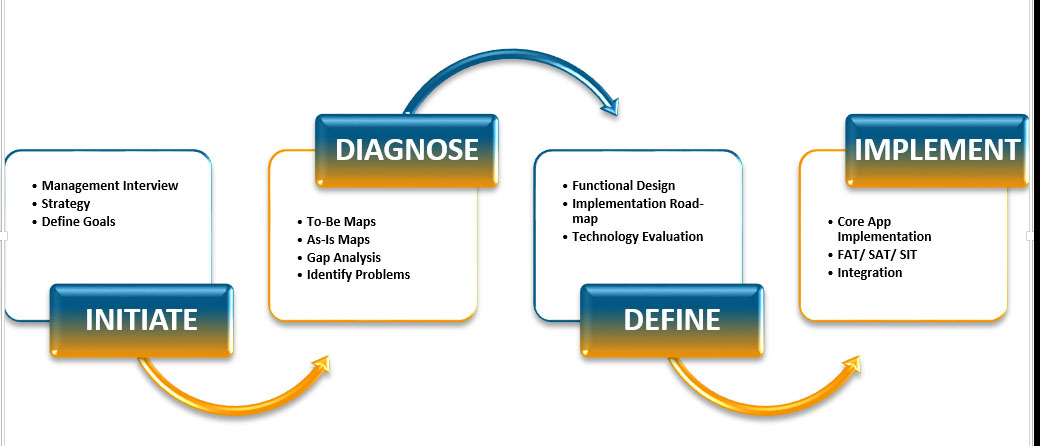 • Management Interview
• Strategy
• Define Goals
INITIATE
DIAGNOSE
• To-Be Maps
• As-Is Maps
• Gap Analysis
• Identify Problems
• Functional Design
• Implementation Road-
map
• Technology Evaluation
DEFINE
IMPLEMENT
• Core App
Implementation
• FAT/ SAT/ SIT
• Integration